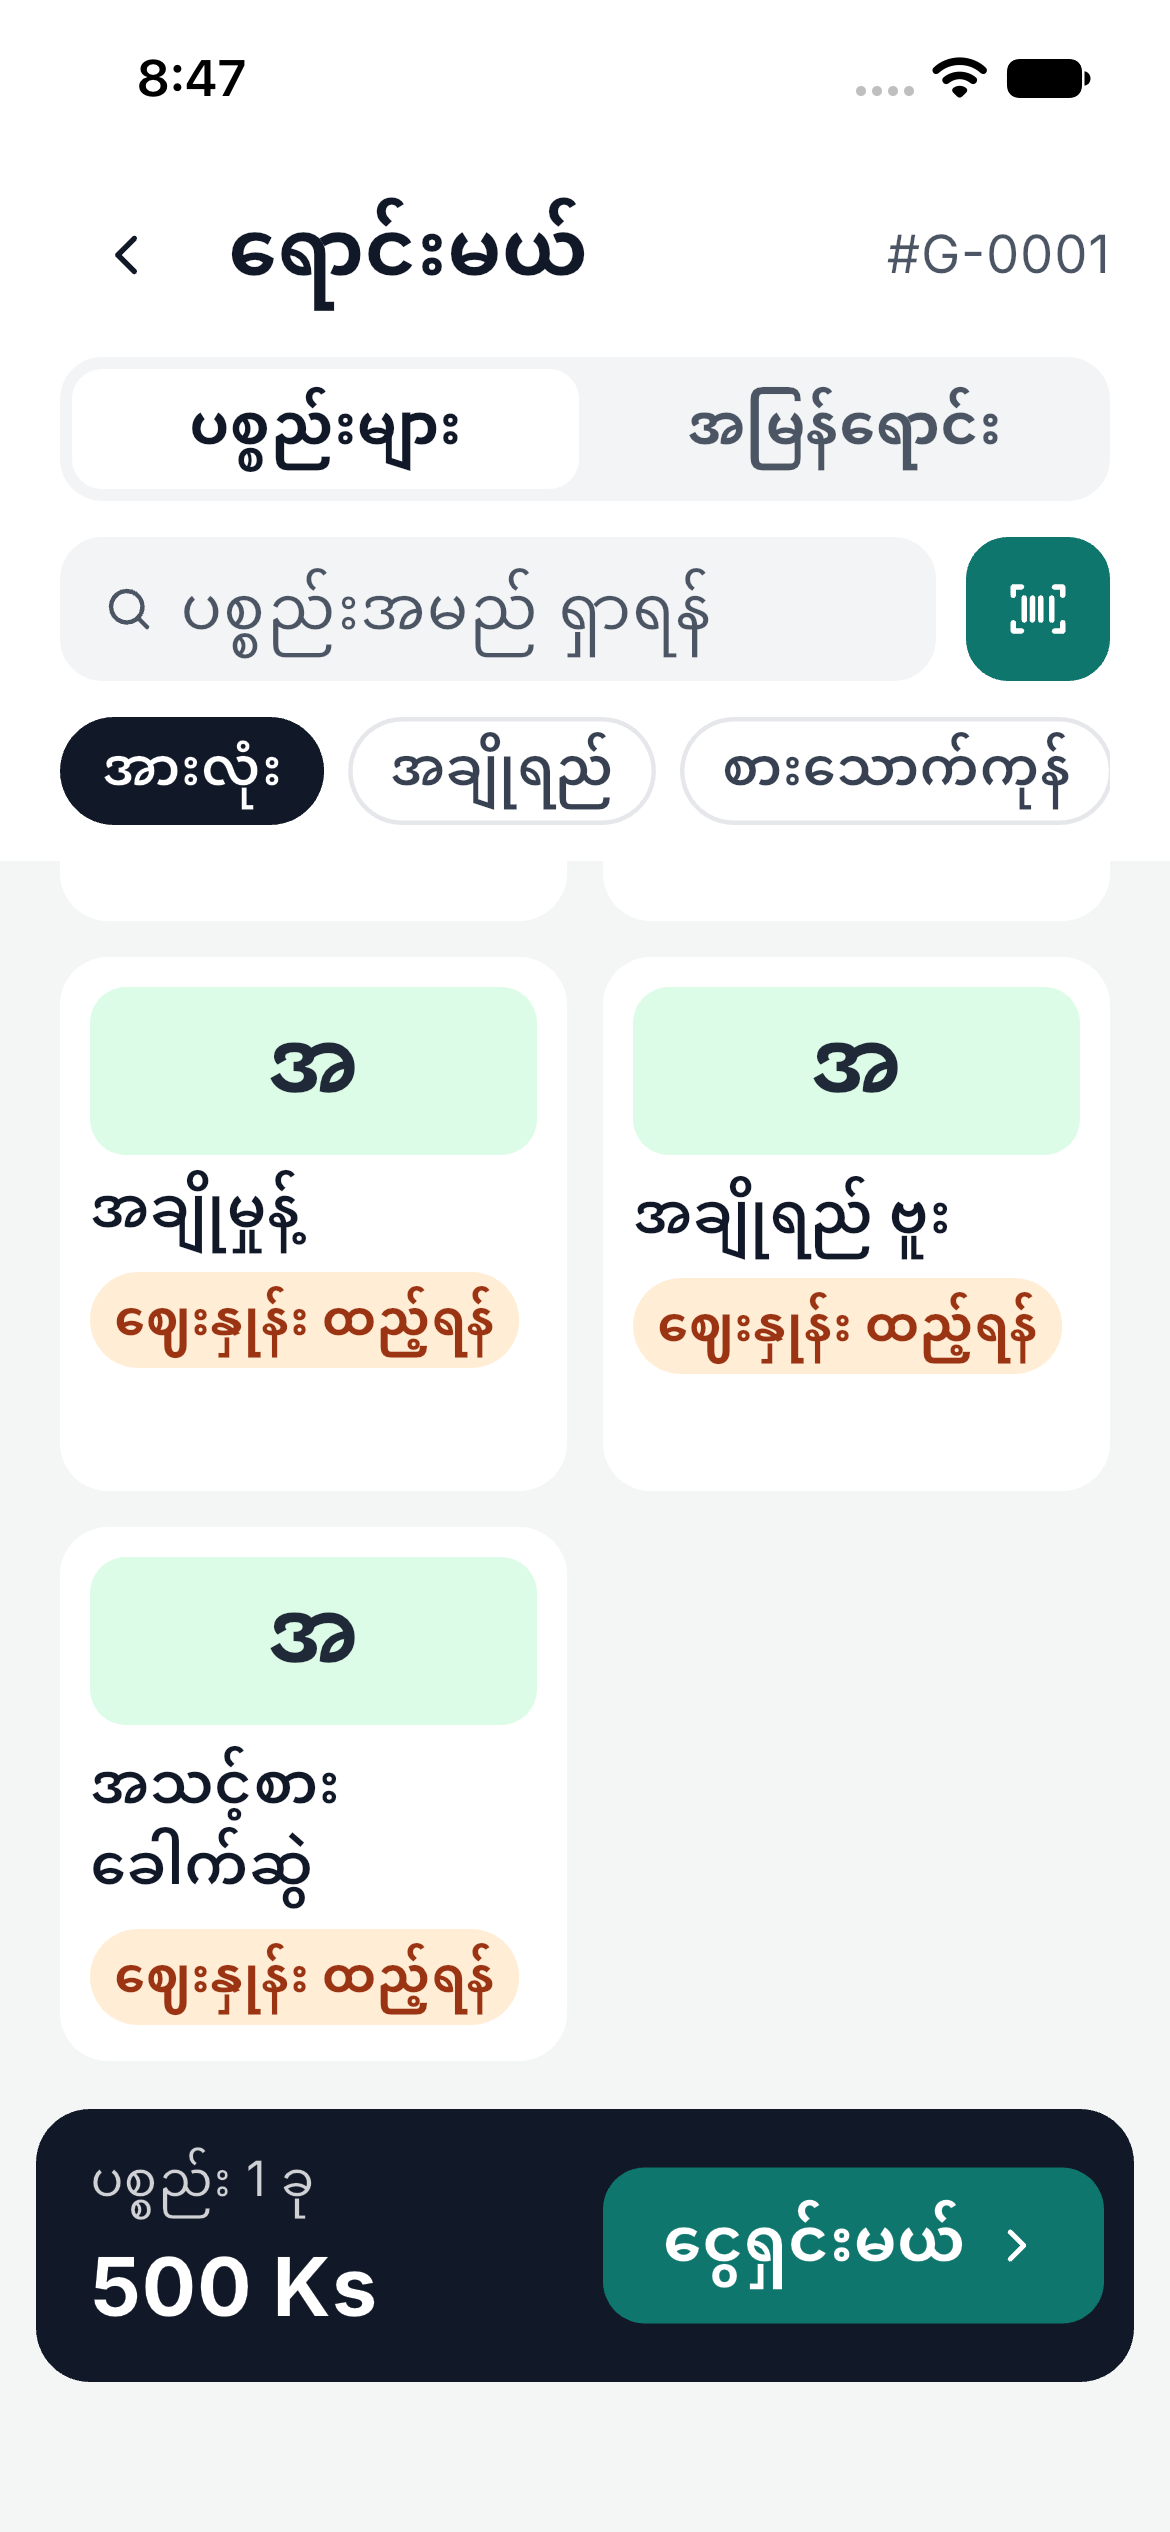 8:47
ရောင်းမယ်
#G-0001
ပစ္စည်းများ
အမြန်ရောင်း
ပစ္စည်းအမည် ရှာရန်
အားလုံး
အချိုရည်
စားသောက်ကုန်
အ
အ
အချိုမှုန့်
အချိုရည် ဗူး
ဈေးနှုန်း ထည့်ရန်
ဈေးနှုန်း ထည့်ရန်
အ
အသင့်စား
ခေါက်ဆွဲ
ဈေးနှုန်း ထည့်ရန်
ပစ္စည်း 1 ခု
500 Ks
ငွေရှင်းမယ်